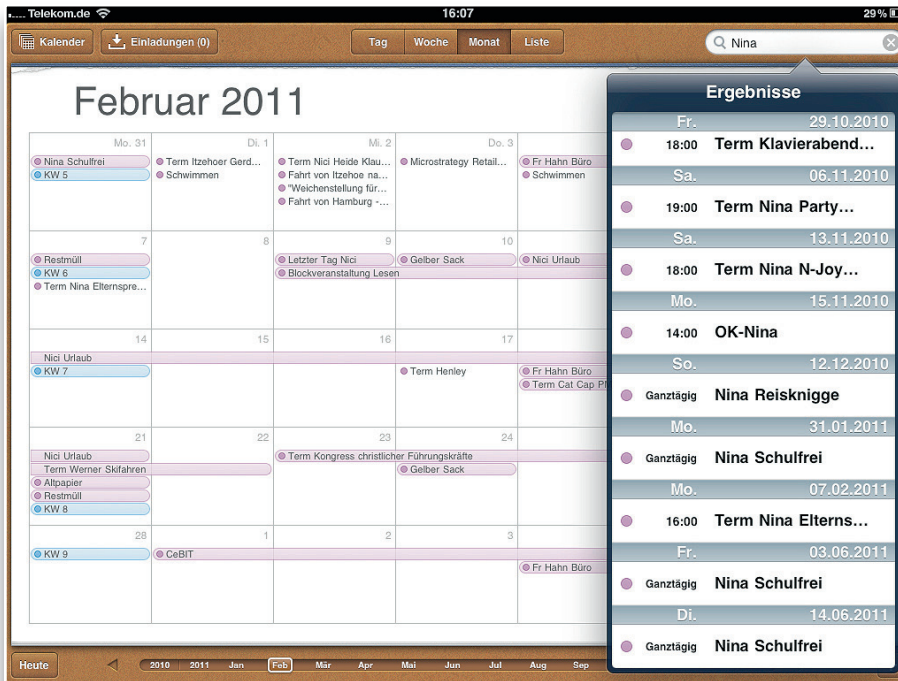 ..... Telekom.de
16:07
29%
Kalender
Einladungen (0)
Tag
Woche
Monat
Liste
Nina
Februar 2011
Mo. 31
Di. 1
Mi. 2
Do. 3
Nina Schulfrei
KW 5
Term Itzehoer Gerd...
Schwimmen
Term Nici Heide Klau...
Fahrt von Itzehoe na...
"Weichenstellung für...
Fahrt von Hamburg -...
Microstrategy Retail...
Fr Hahn Büro
Schwimmen
7
8
9
10
Restmüll
KW 6
Term Nina Elternspre...
Letzter Tag Nici
Blockveranstaltung Lesen
Gelber Sack
Nici Urlaub
14
15
16
17
Nici Urlaub
KW 7
Term Henley
Fr Hahn Büro
Term Cat Cap
21
22
23
24
Nici Urlaub
Term Werner Skifahren
Altpapier
Restmüll
KW 8
Term Kongress christlicher Führungskräfte
Gelber Sack
28
1
2
3
KW 9
CeBIT
Fr Hahn Büro
Ergebnisse
Fr. 29.10.2010
18:00 Term Klavierabend...
Sa. 06.11.2010
19:00 Term Nina Party...
Sa. 13.11.2010
18:00 Term Nina N-Joy...
Mo. 15.11.2010
14:00 OK-Nina
So. 12.12.2010
Ganztägig Nina Reisknigge
Mo. 31.01.2011
Ganztägig Nina Schulfrei
Mo. 07.02.2011
16:00 Term Nina Elterns...
Fr. 03.06.2011
Ganztägig Nina Schulfrei
Di. 14.06.2011
Ganztägig Nina Schulfrei
Heute
2010 2011 Jan Feb Mär Apr Mai Jun Jul Aug Sep